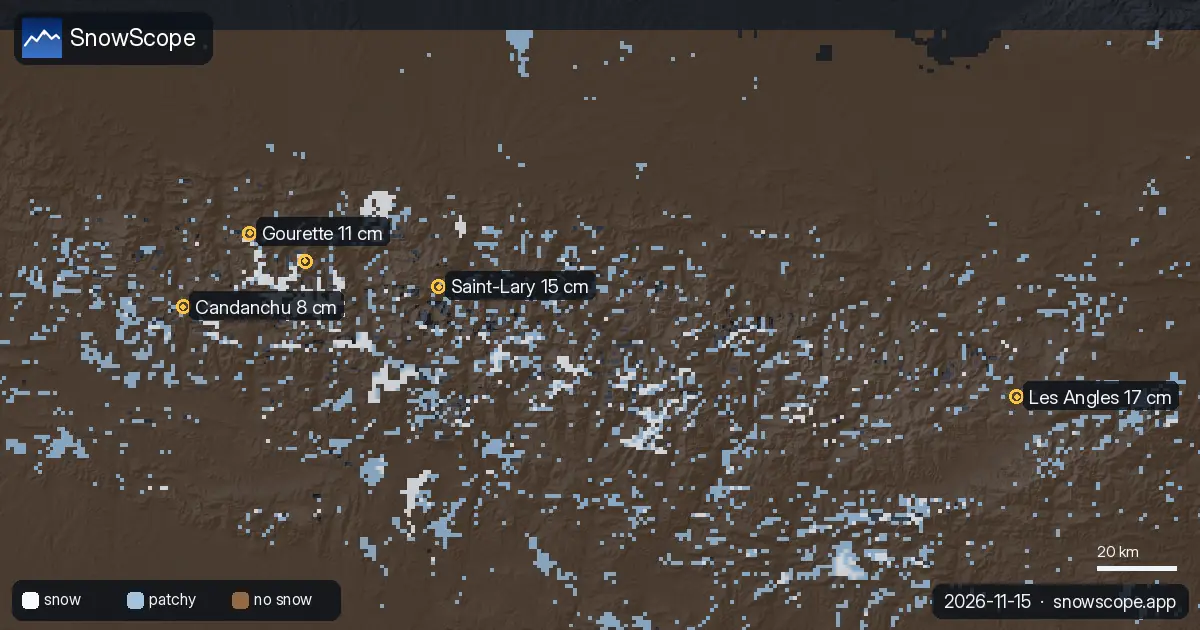 SnowScope
Gourette 11 cm
Saint-Lary 15 cm
Candanchu 8 cm
Les Angles 17 cm
20 km
snow
patchy
no snow
2026-11-15 · snowscope.app